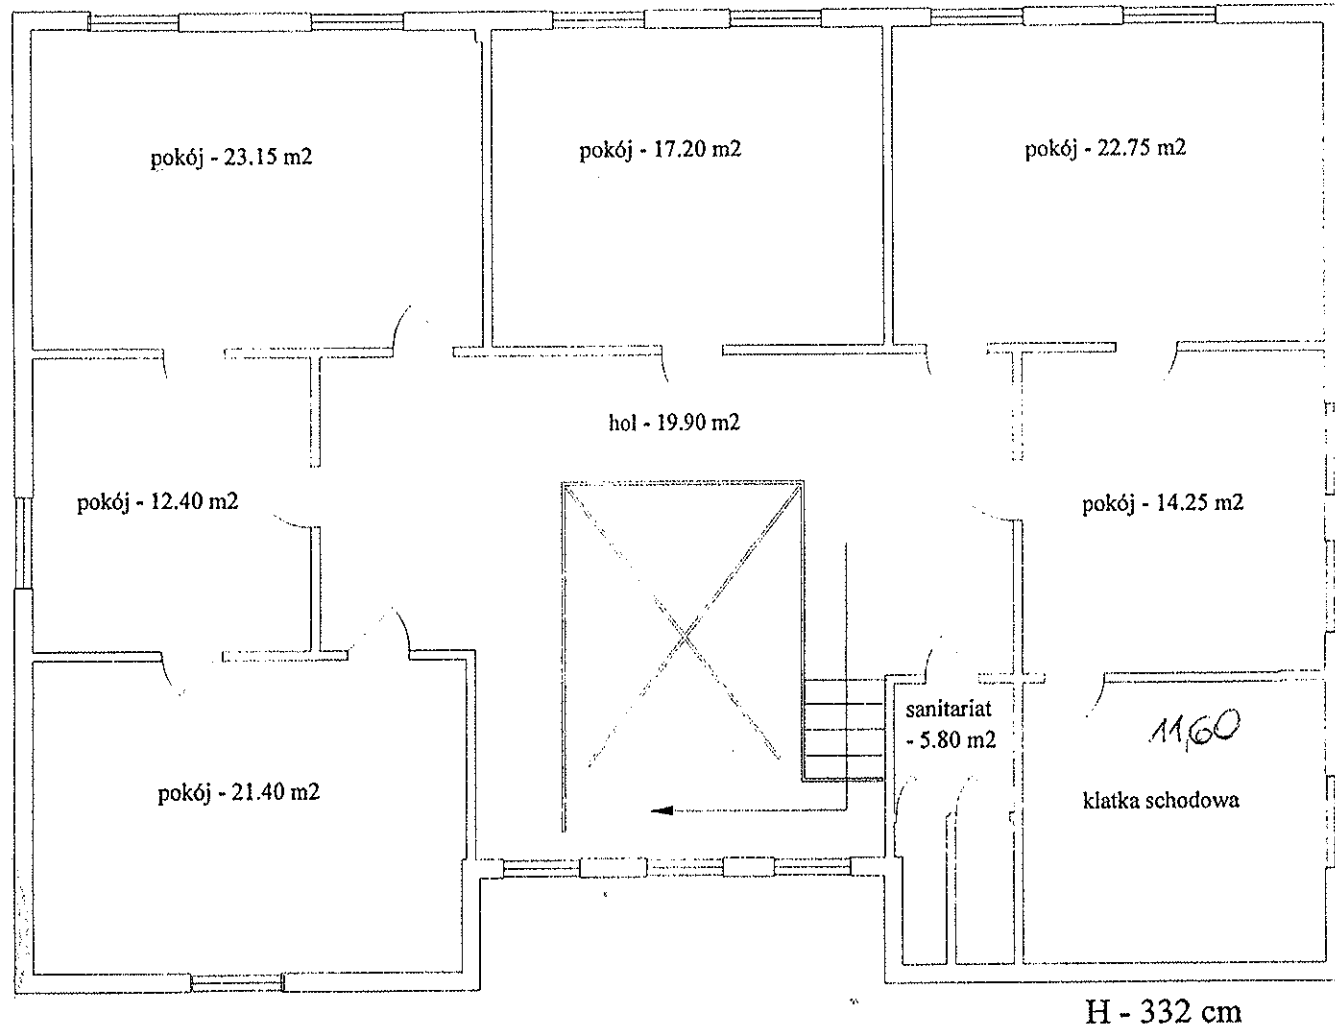 pokój - 23.15 m2
pokój - 17.20 m2
pokój - 22.75 m2
hol - 19.90 m2
pokój - 12.40 m2
pokój - 14.25 m2
sanitariat
- 5.80 m2
11,60
klatka schodowa
pokój - 21.40 m2
H - 332 cm